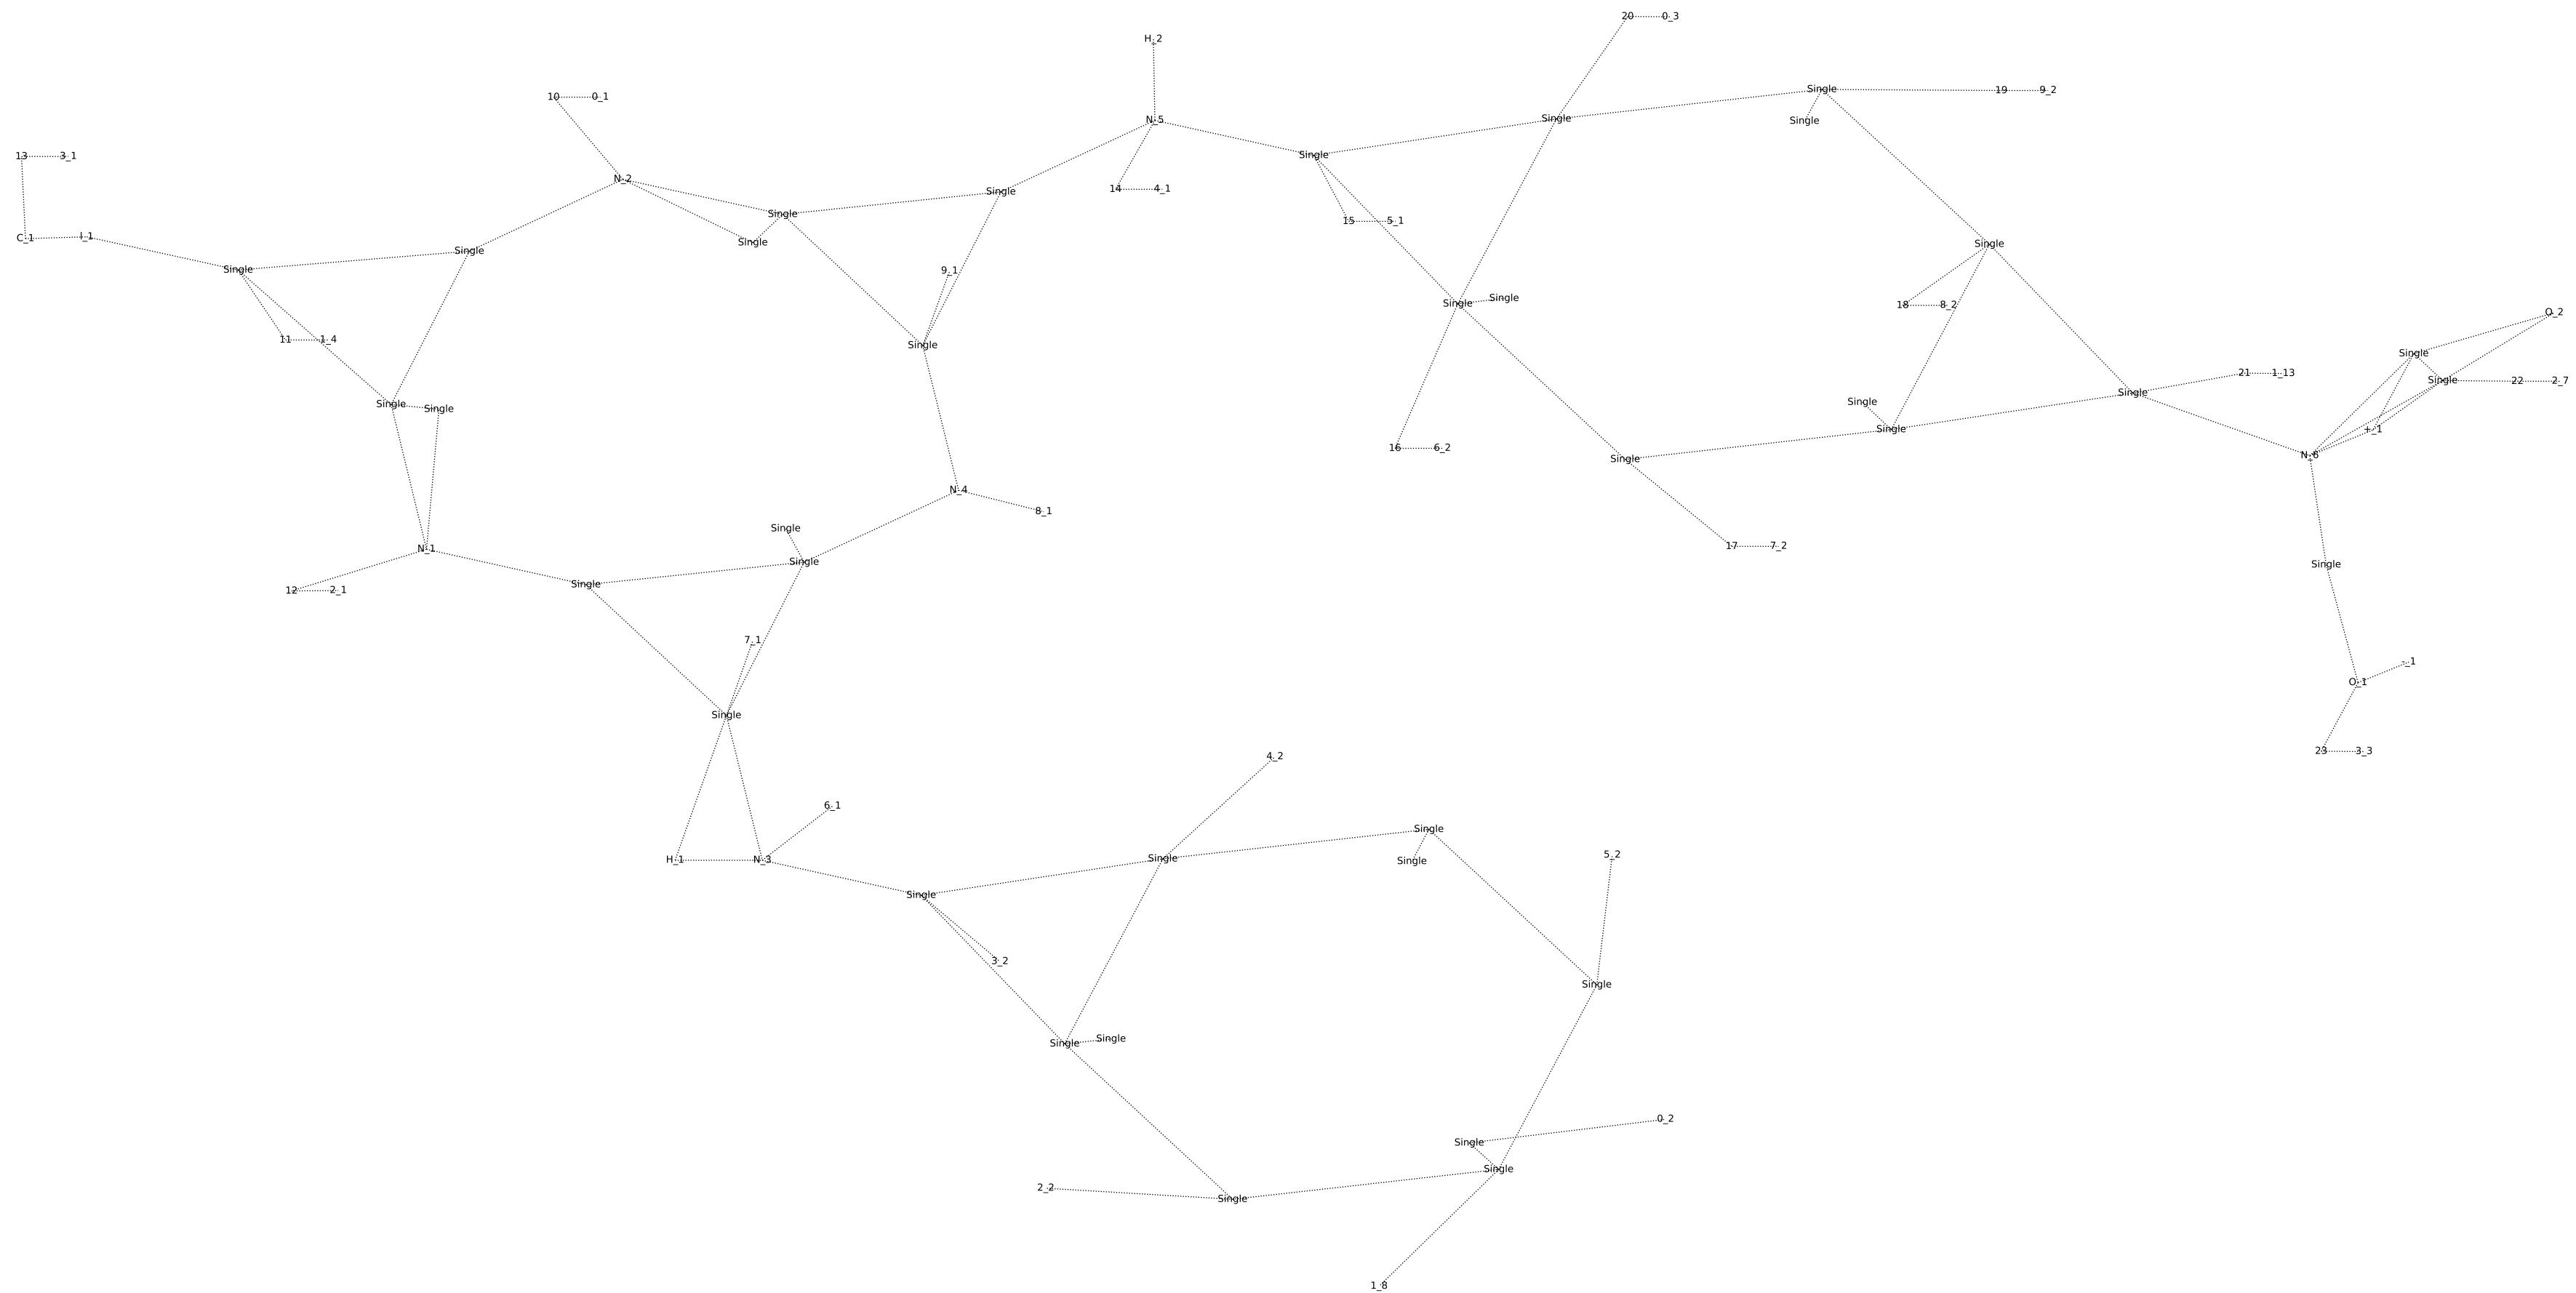 20 0_3
H_2
Single 19 9_2
10 0_1
Single
N_5
Single
Single
13 3_1
N_2
14 4_1
Single
Single
15 5_1
C_1 I_1
Single
Single
Single
Single
9_1
Single Single
18 8_2
O_2
11 1_4
Single
Single
21 1_13
Single 22 2_7
Single
Single
Single Single
Single +_1
16 6_2
N_6
Single
N_4
8_1
Single
17 7_2
N_1
Single
Single
Single
12 2_1
7_1
-_1
O_1
Single
23 3_3
4_2
6_1
Single
5_2
H_1 N_3 Single Single
Single
3_2
Single
Single Single
0_2
Single
Single
2_2 Single
1_8